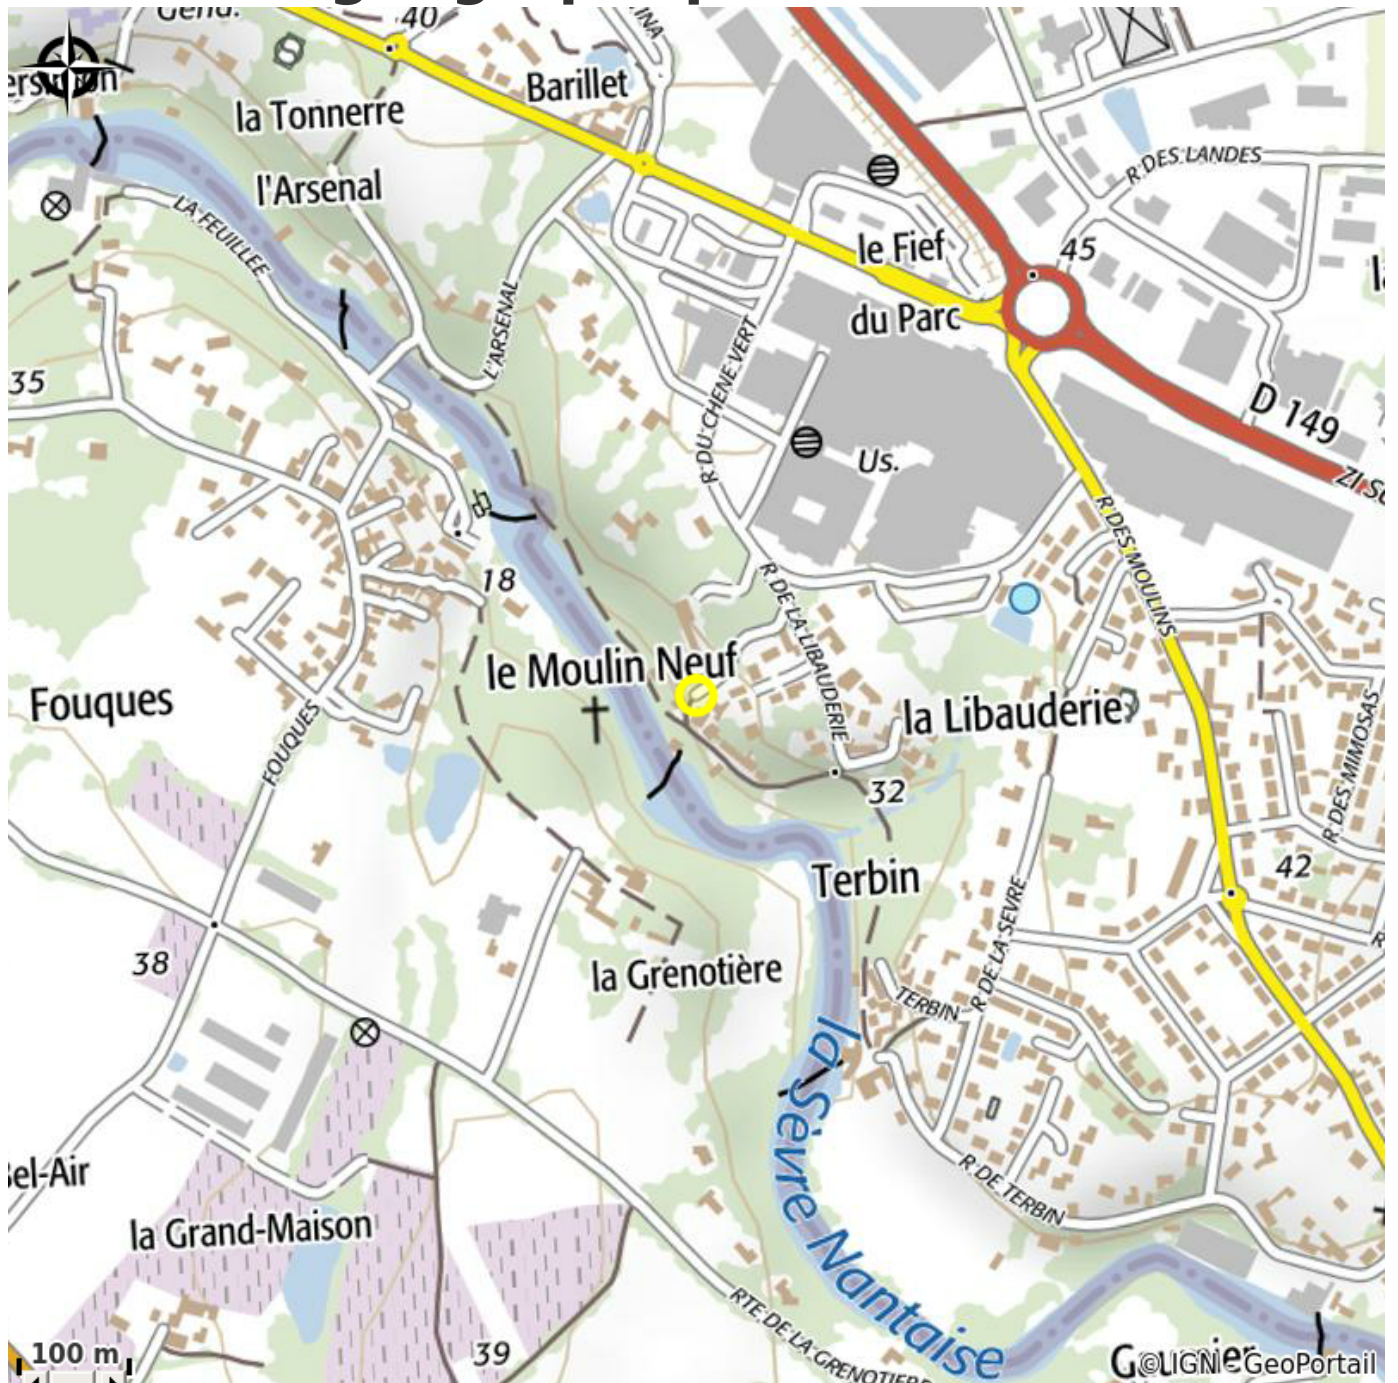 40
INA
Barillet
la Tonnerre
l'Arsenal
LA FEUILLEE
R DES LANDES
le Fief
du Parc
45
L'ARSENAL
R DU CHENE VERT
35
D 149
Us.
R DES MOULINS
18
R DE LA LIBAUDERIE
le Moulin Neuf
Fouques
la Libauderie
FOUQUES
R DES MIMOSAS
32
Terbin
42
38
la Grenotière
R DE LA SEVRE
TERBIN
la Sèvre Nantaise
R DE TERBIN
el-Air
la Grand-Maison
RTE DE LA GRENOTIERE
39
100 m
©LIGNE GeoPortail